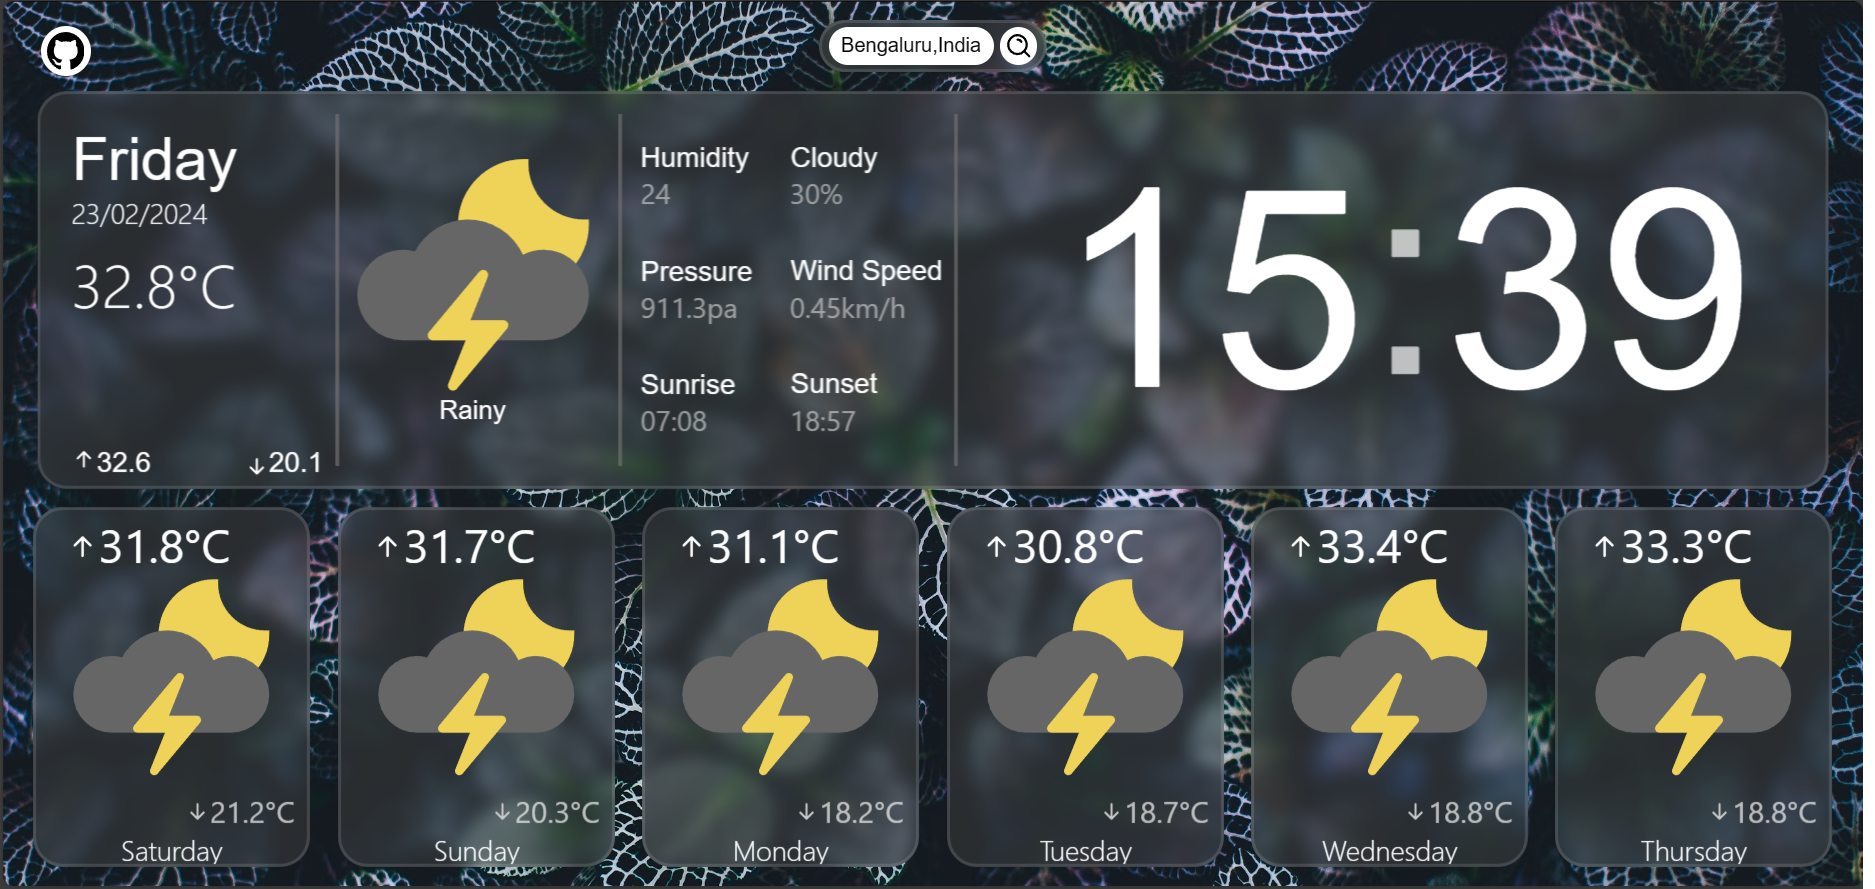 Bengaluru,India
Friday
23/02/2024
32.8°C
↑32.6 ↓20.1
Rainy
Humidity Cloudy
24 30%
Pressure Wind Speed
911.3pa 0.45km/h
Sunrise Sunset
07:08 18:57
15:39
↑31.8°C ↑31.7°C ↑31.1°C ↑30.8°C ↑33.4°C ↑33.3°C
↓21.2°C ↓20.3°C ↓18.2°C ↓18.7°C ↓18.8°C ↓18.8°C
Saturday Sunday Monday Tuesday Wednesday Thursday